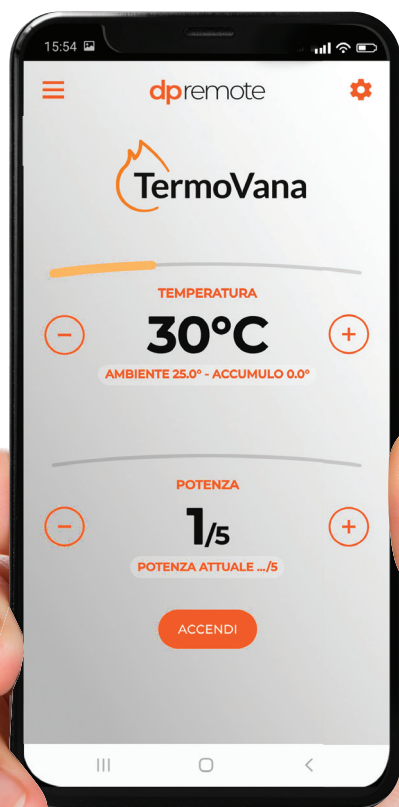 15:54
dpremote
TermoVana
TEMPERATURA
30°C
AMBIENTE 25.0° - ACCUMULO 0.0°
POTENZA
1/5
POTENZA ATTUALE .../5
ACCENDI